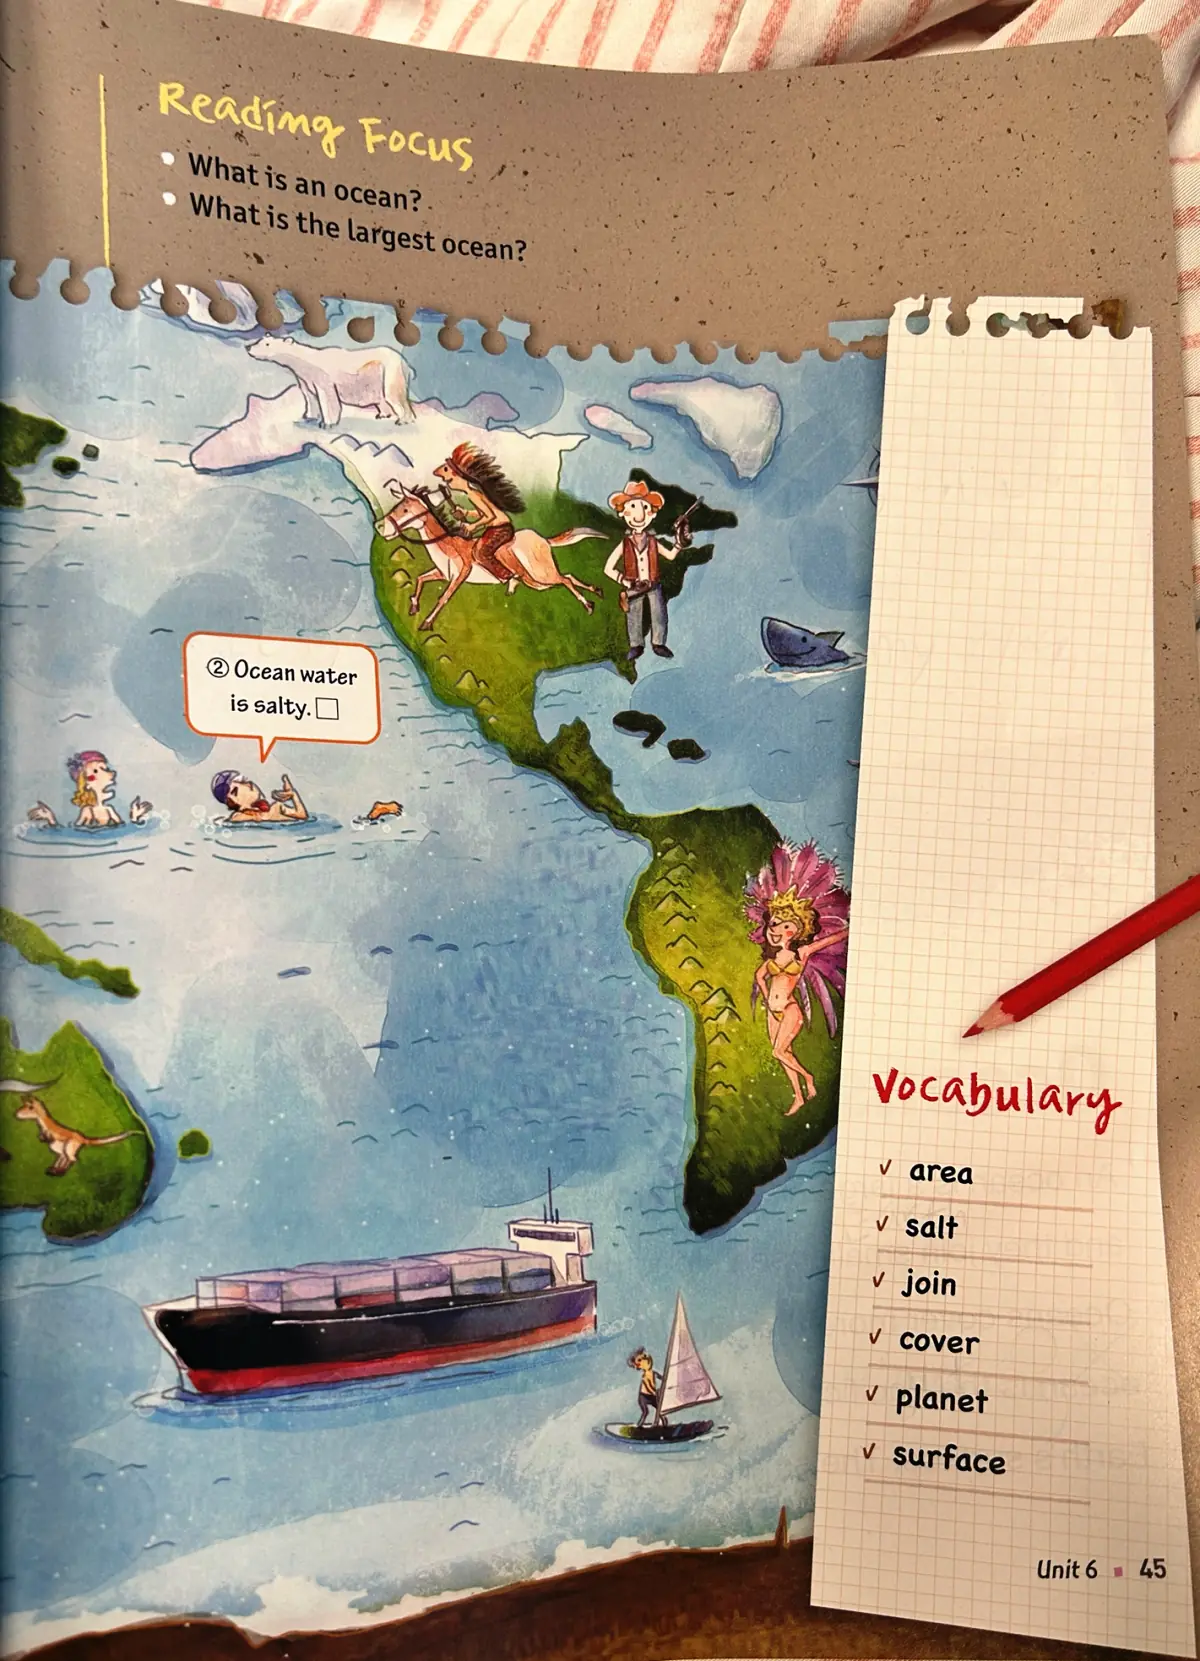 Reading Focus
• What is an ocean?
• What is the largest ocean?
② Ocean water
is salty. □
Vocabulary
✓ area
✓ salt
✓ join
✓ cover
✓ planet
✓ surface
Unit 6 ▪ 45